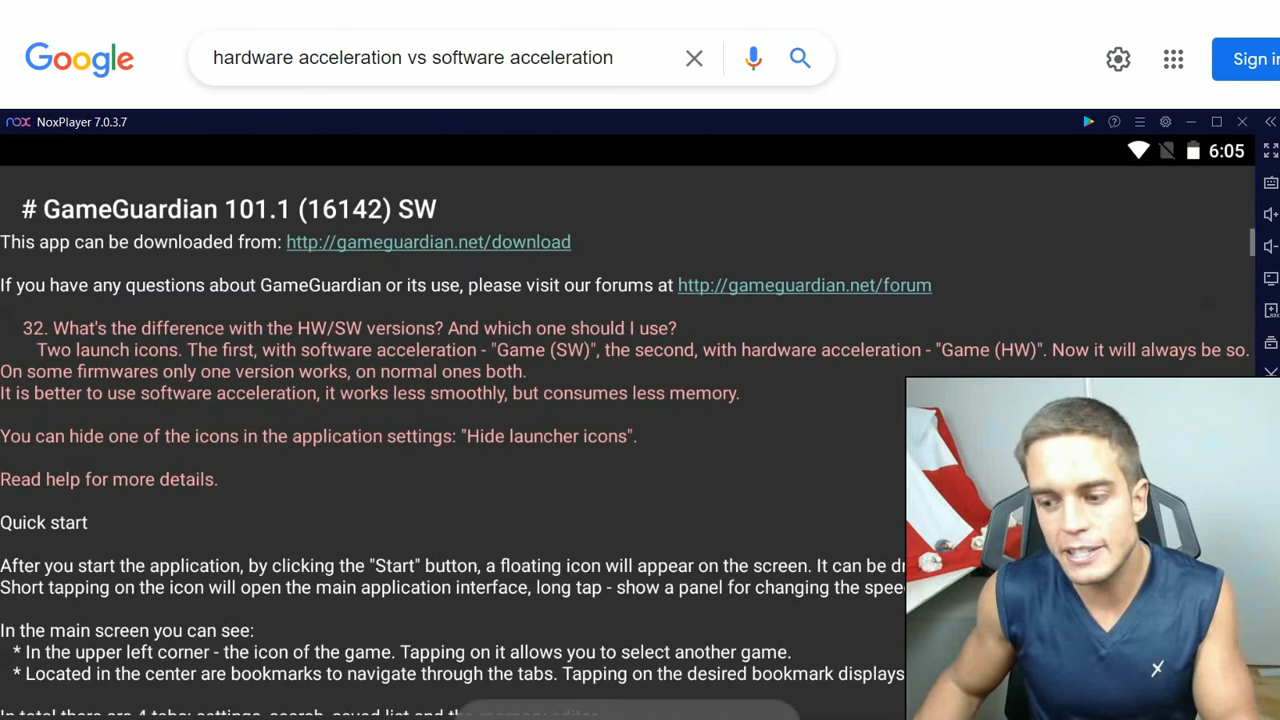 Google
hardware acceleration vs software acceleration
Sign in
nox NoxPlayer 7.0.3.7
6:05
# GameGuardian 101.1 (16142) SW
This app can be downloaded from: http://gameguardian.net/download
If you have any questions about GameGuardian or its use, please visit our forums at http://gameguardian.net/forum
32. What's the difference with the HW/SW versions? And which one should I use?
Two launch icons. The first, with software acceleration - "Game (SW)", the second, with hardware acceleration - "Game (HW)". Now it will always be so.
On some firmwares only one version works, on normal ones both.
It is better to use software acceleration, it works less smoothly, but consumes less memory.
You can hide one of the icons in the application settings: "Hide launcher icons".
Read help for more details.
Quick start
After you start the application, by clicking the "Start" button, a floating icon will appear on the screen. It can be
Short tapping on the icon will open the main application interface, long tap - show a panel for changing the
In the main screen you can see:
* In the upper left corner - the icon of the game. Tapping on it allows you to select another game.
* Located in the center are bookmarks to navigate through the tabs. Tapping on the desired bookmark displays